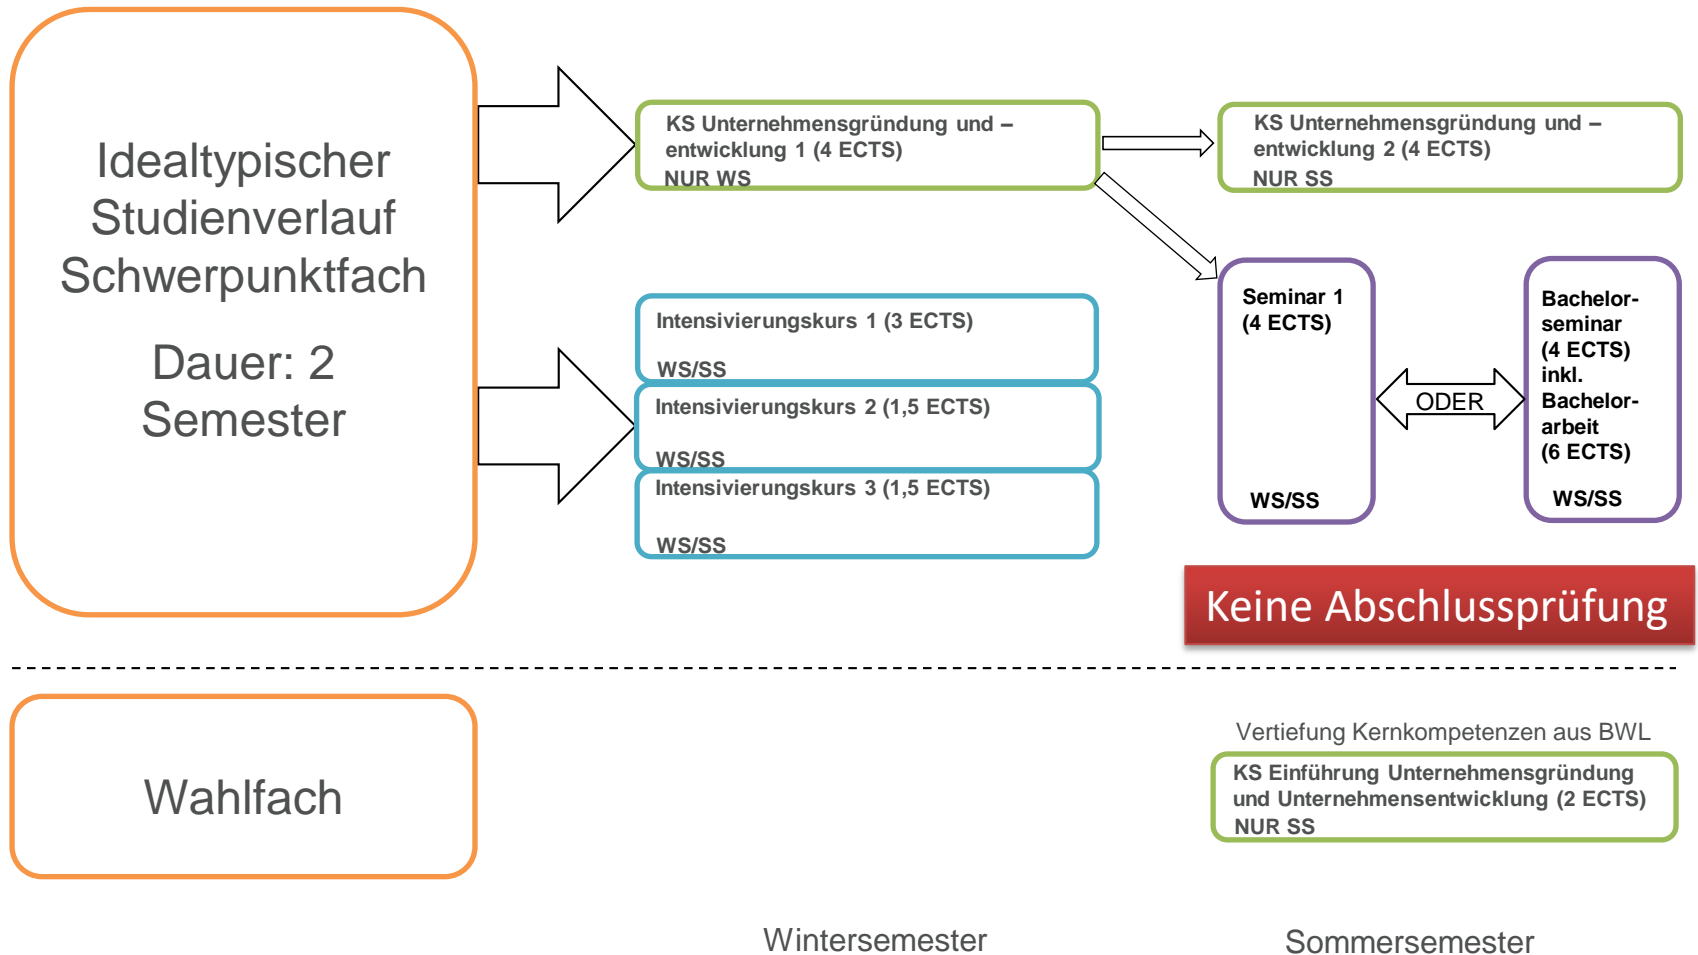 Idealtypischer
Studienverlauf
Schwerpunktfach
Dauer: 2
Semester
KS Unternehmensgründung und –
entwicklung 1 (4 ECTS)
NUR WS
KS Unternehmensgründung und –
entwicklung 2 (4 ECTS)
NUR SS
Intensivierungskurs 1 (3 ECTS)
WS/SS
Intensivierungskurs 2 (1,5 ECTS)
WS/SS
Intensivierungskurs 3 (1,5 ECTS)
WS/SS
Seminar 1
(4 ECTS)
WS/SS
ODER
Bachelor-
seminar
(4 ECTS)
inkl.
Bachelor-
arbeit
(6 ECTS)
WS/SS
Keine Abschlussprüfung
Wahlfach
Vertiefung Kernkompetenzen aus BWL
KS Einführung Unternehmensgründung
und Unternehmensentwicklung (2 ECTS)
NUR SS
Wintersemester
Sommersemester